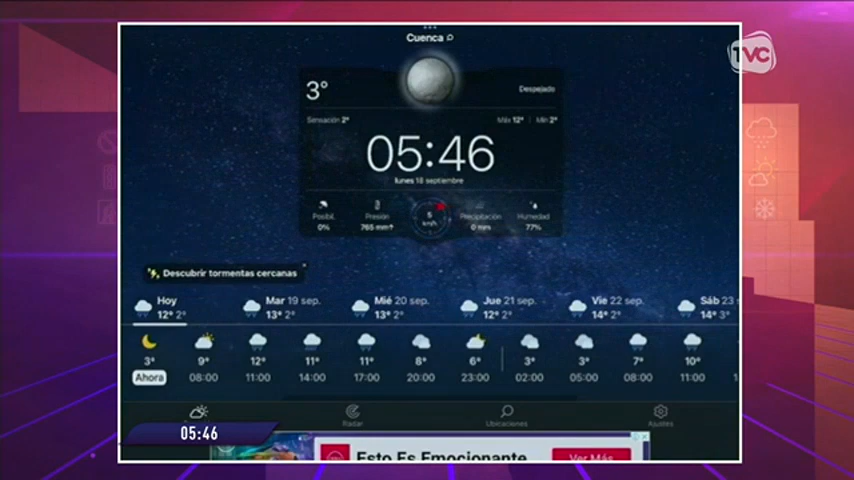 TVC
Cuenca
3°
Despejado
Sensación 2°
Máx 12° | Mín 2°
05:46
lunes 18 septiembre
Posibil. Presión 5 km/h Precipitación Humedad
0% 765 mm↑ 0 mm 77%
Descubrir tormentas cercanas
Hoy Mar 19 sep. Mié 20 sep. Jue 21 sep. Vie 22 sep. Sáb 23
12° 2° 13° 2° 13° 2° 12° 2° 14° 2° 14° 3°
3° 9° 12° 11° 11° 8° 6° 3° 3° 7° 10°
Ahora 08:00 11:00 14:00 17:00 20:00 23:00 02:00 05:00 08:00 11:00
Radar Ubicaciones Ajustes
05:46
Esto Es Emocionante
Ver Más